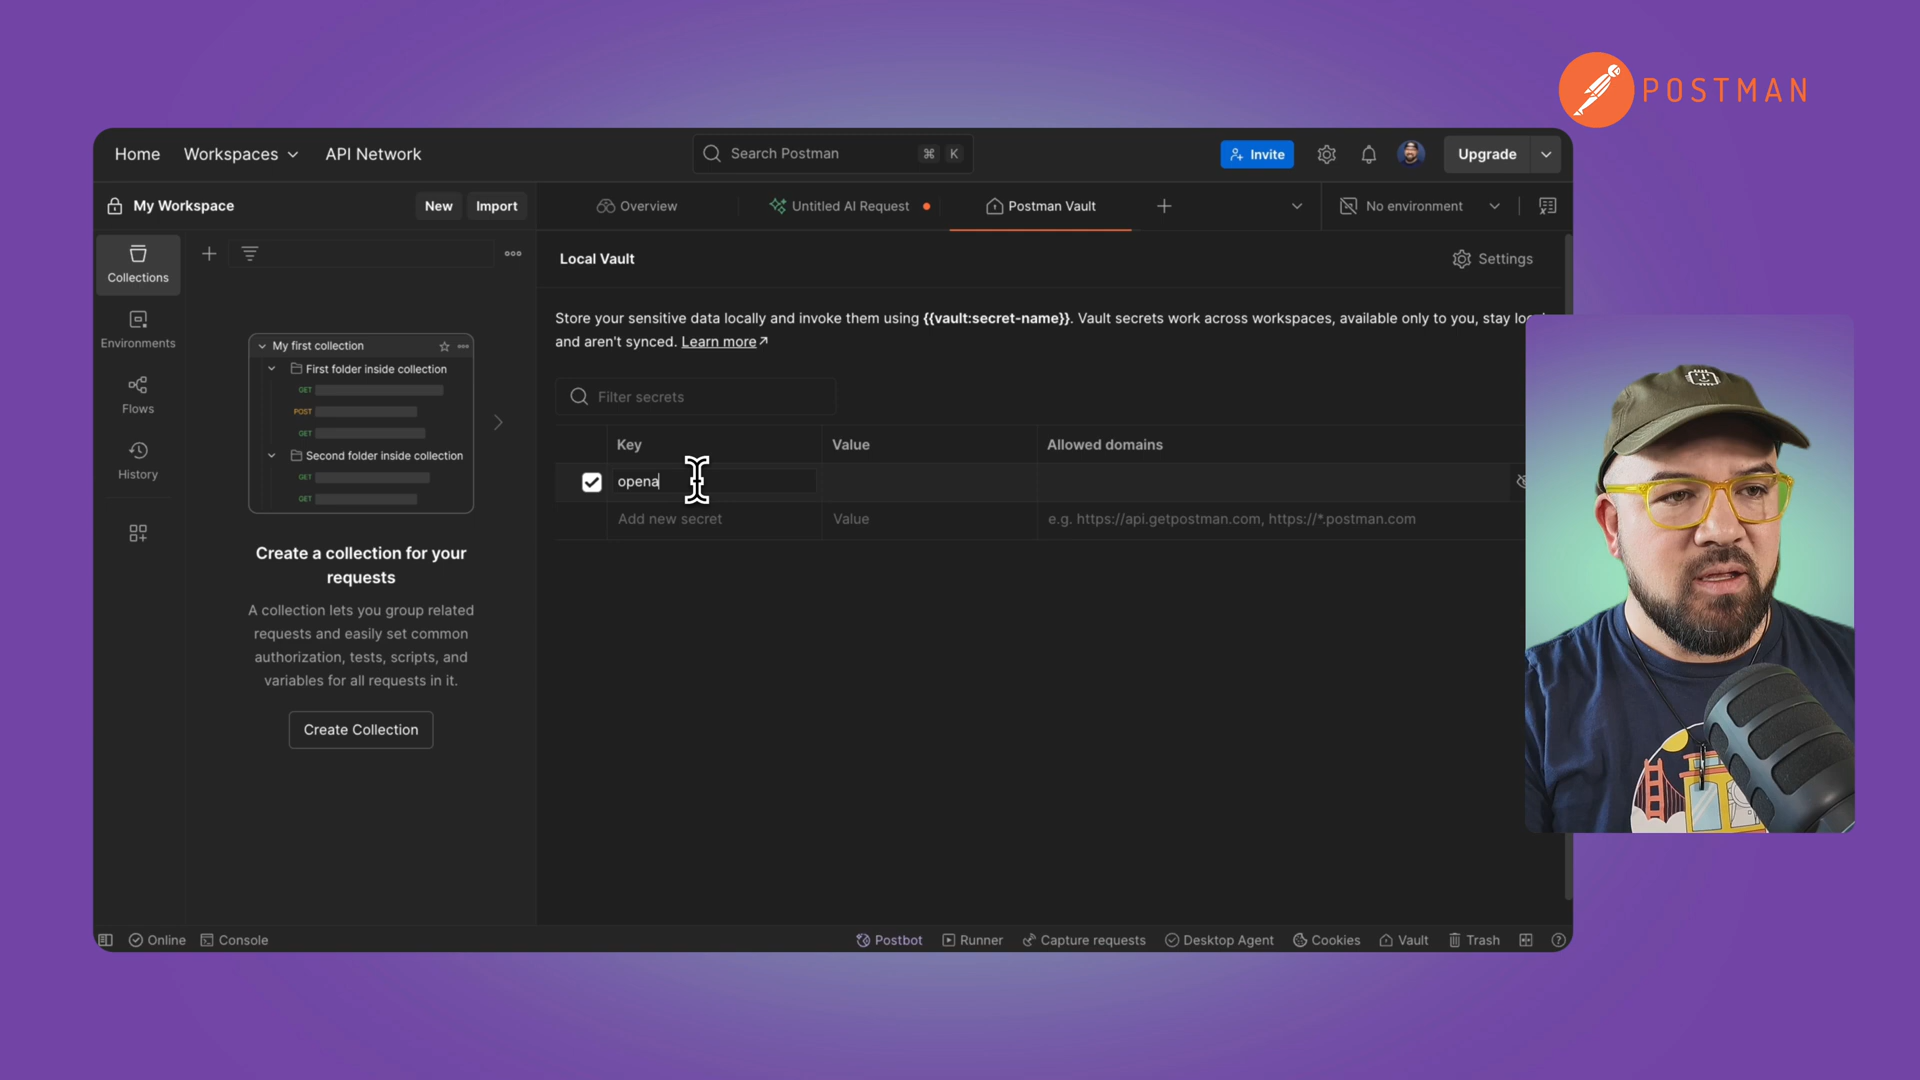 POSTMAN
Home
Workspaces
API Network
Search Postman
⌘ K
Invite
Upgrade
My Workspace
New
Import
Overview
Untitled AI Request
Postman Vault
No environment
Collections
Environments
Flows
History
My first collection
First folder inside collection
GET
POST
GET
Second folder inside collection
GET
GET
Create a collection for your
requests
A collection lets you group related
requests and easily set common
authorization, tests, scripts, and
variables for all requests in it.
Create Collection
Local Vault
Settings
Store your sensitive data locally and invoke them using {{vault:secret-name}}. Vault secrets work across workspaces, available only to you, stay
and aren't synced. Learn more
Filter secrets
Key
Value
Allowed domains
opena
Add new secret
Value
e.g. https://api.getpostman.com, https://*.postman.com
Online
Console
Postbot
Runner
Capture requests
Desktop Agent
Cookies
Vault
Trash